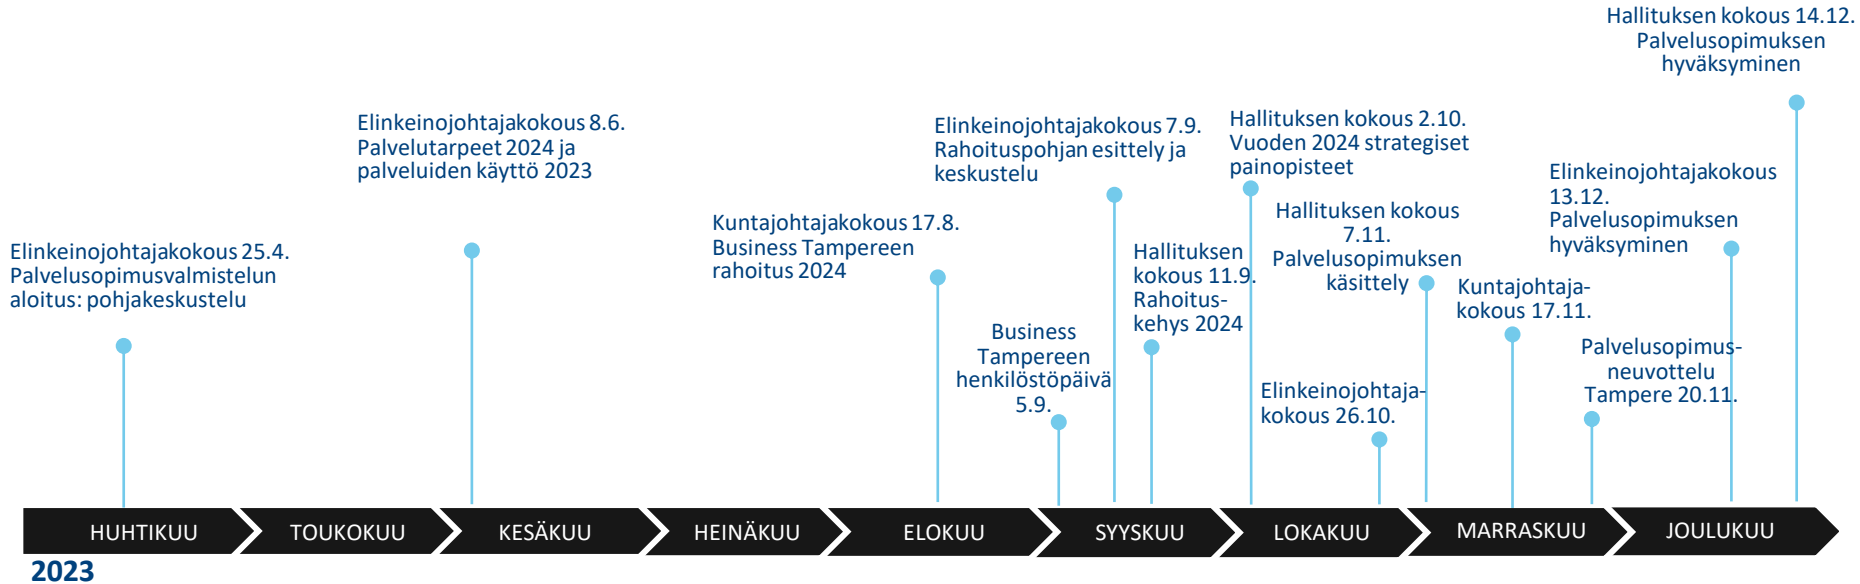 Elinkeinojohtajakokous 25.4.
Palvelusopimusvalmistelun
aloitus: pohjakeskustelu
Elinkeinojohtajakokous 8.6.
Palvelutarpeet 2024 ja
palveluiden käyttö 2023
Kuntajohtajakokous 17.8.
Business Tampereen
rahoitus 2024
Business
Tampereen
henkilöstöpäivä
5.9.
Elinkeinojohtajakokous 7.9.
Rahoituspohjan esittely ja
keskustelu
Hallituksen
kokous 11.9.
Rahoitus-
kehys 2024
Hallituksen kokous 2.10.
Vuoden 2024 strategiset
painopisteet
Elinkeinojohtaja-
kokous 26.10.
Hallituksen kokous
7.11.
Palvelusopimuksen
käsittely
Kuntajohtaja-
kokous 17.11.
Palvelusopimus-
neuvottelu
Tampere 20.11.
Elinkeinojohtajakokous
13.12.
Palvelusopimuksen
hyväksyminen
Hallituksen kokous 14.12.
Palvelusopimuksen
hyväksyminen
HUHTIKUU
TOUKOKUU
KESÄKUU
HEINÄKUU
ELOKUU
SYYSKUU
LOKAKUU
MARRASKUU
JOULUKUU
2023